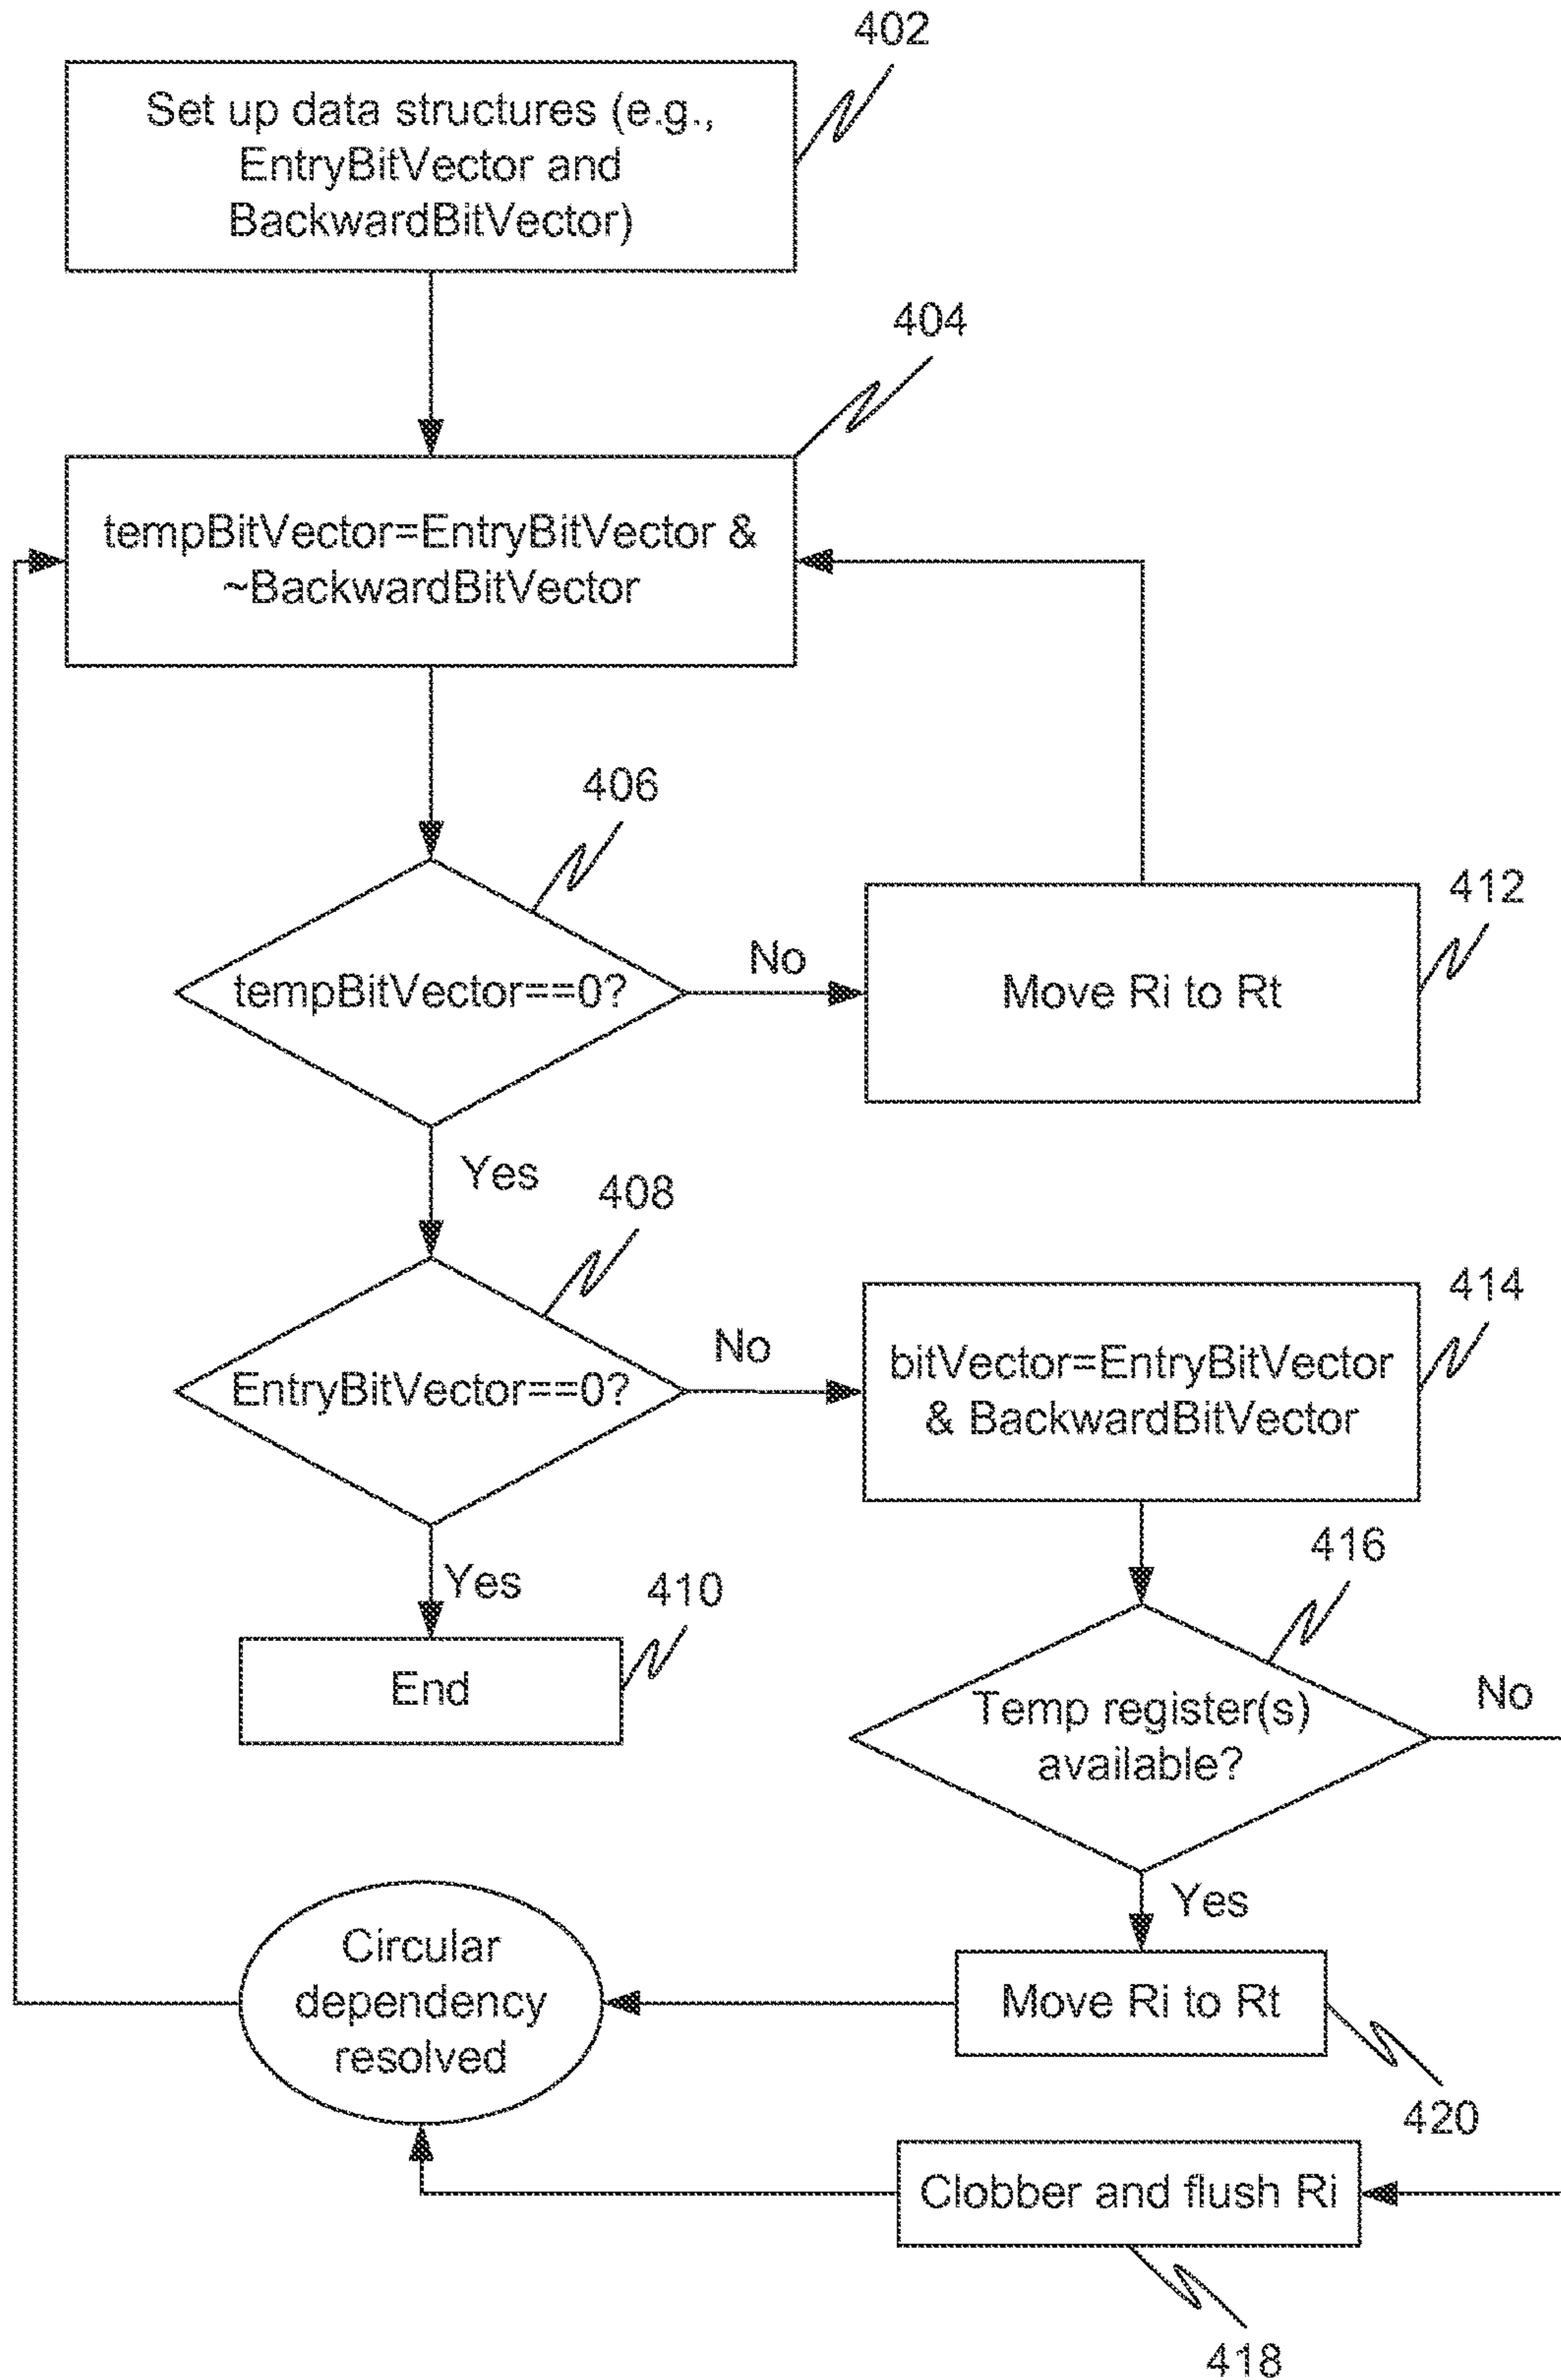 402
Set up data structures (e.g.,
EntryBitVector and
BackwardBitVector)
404
tempBitVector=EntryBitVector &
~BackwardBitVector
406
tempBitVector==0?
No
412
Move Ri to Rt
Yes
408
EntryBitVector==0?
No
414
bitVector=EntryBitVector
& BackwardBitVector
Yes
410
End
416
Temp register(s)
available?
No
Yes
Circular
dependency
resolved
Move Ri to Rt
420
Clobber and flush Ri
418